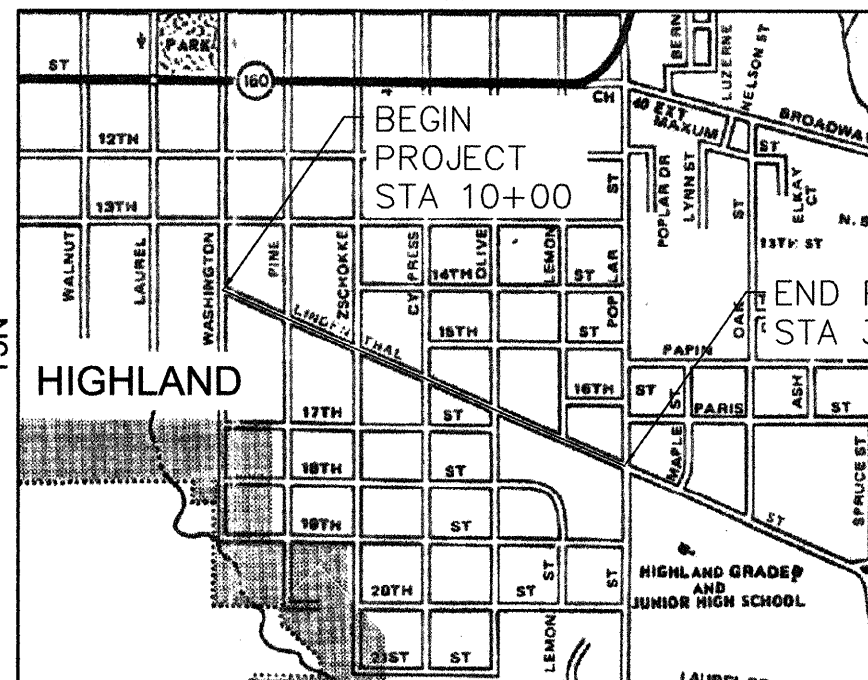 PARK
ST
160
BERN
LUZERNE
NELSON ST
CH
40 EXT
MAXUM
BROADWA
BEGIN
PROJECT
STA 10+00
12TH
ST
ST
POPLAR DR
LYNN ST
ST
ELKAY
CT
13TH
N. S
13TH ST
WALNUT
LAUREL
WASHINGTON
PINE
ZSCHOKKE
CYPRESS
OLIVE
LEMON
POPLAR
14TH
ST
END
STA
OAK
LINDENTHAL
15TH
ST
PAPIN
HIGHLAND
16TH
ST
ST
PARIS
ASH
ST
17TH
ST
MAPLE
18TH
ST
SPRUCE ST
19TH
ST
ST
HIGHLAND GRADE
AND
JUNIOR HIGH SCHOOL
20TH
ST
ST
ST
LEMON
21ST
ST